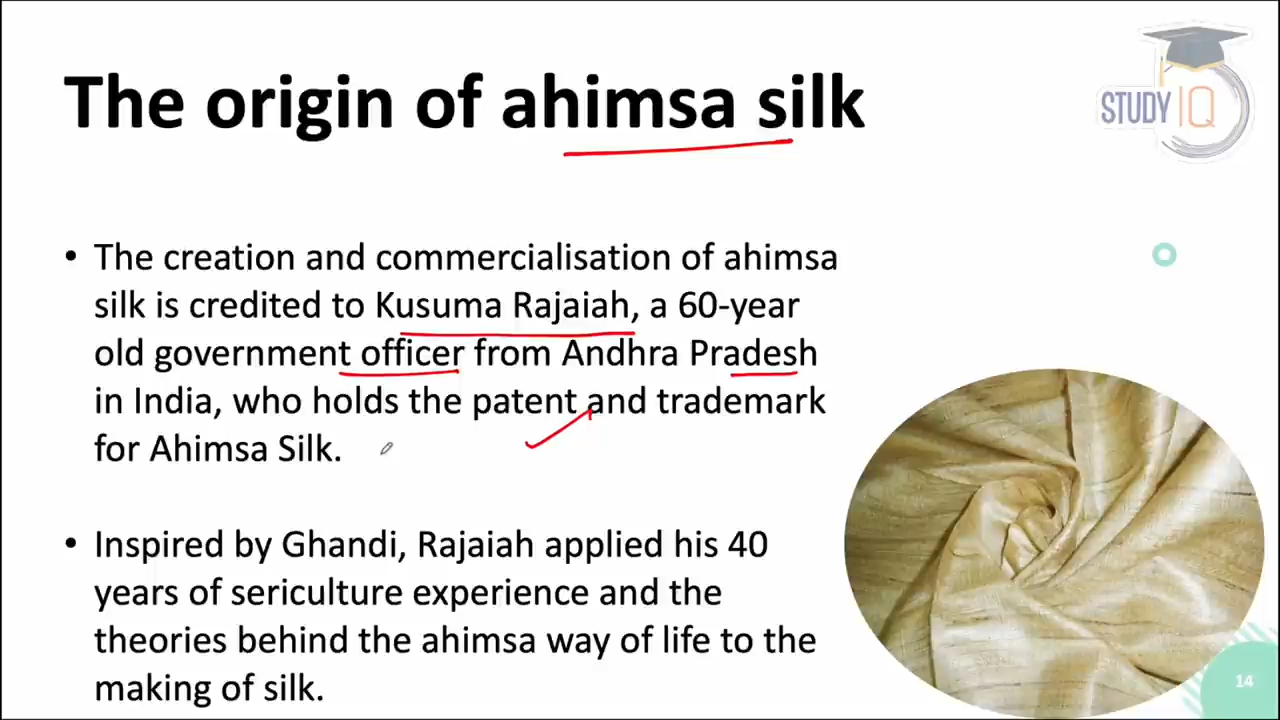 The origin of ahimsa silk
STUDY IQ
• The creation and commercialisation of ahimsa
silk is credited to Kusuma Rajaiah, a 60-year
old government officer from Andhra Pradesh
in India, who holds the patent and trademark
for Ahimsa Silk.
• Inspired by Ghandi, Rajaiah applied his 40
years of sericulture experience and the
theories behind the ahimsa way of life to the
making of silk.
14